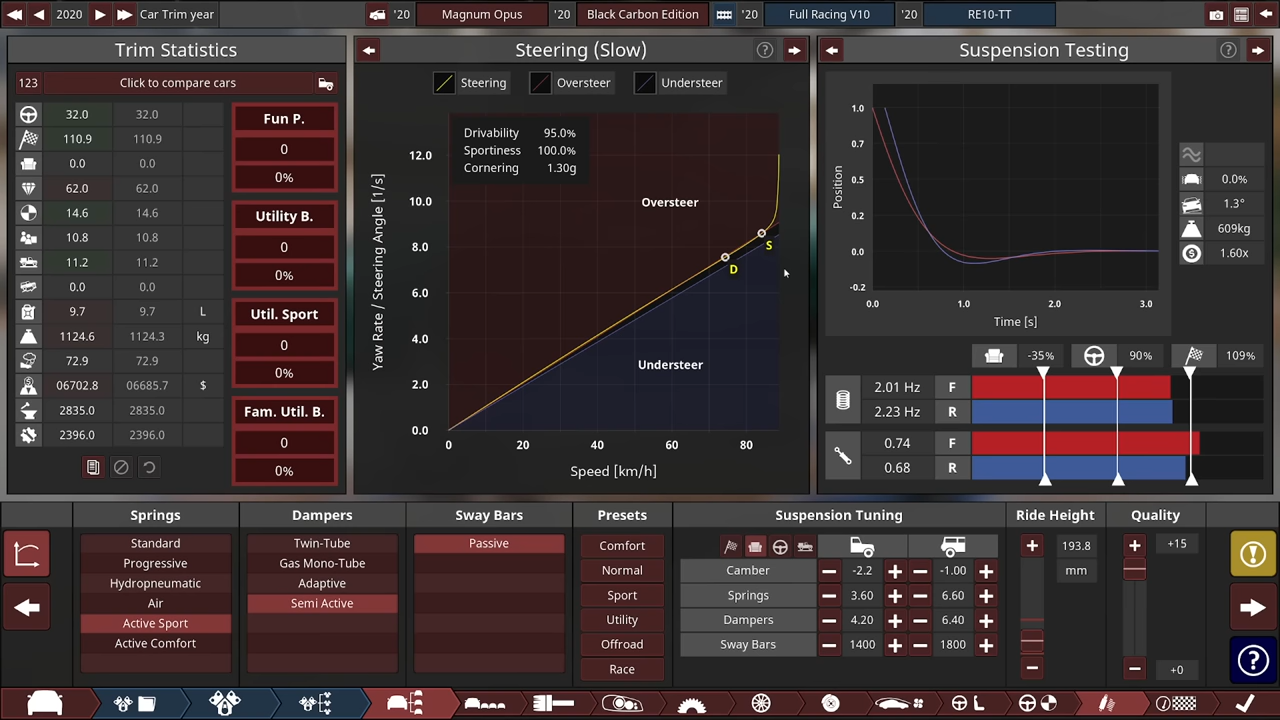 2020 Car Trim year '20 Magnum Opus '20 Black Carbon Edition '20 Full Racing V10 '20 RE10-TT
Trim Statistics
123 Click to compare cars
32.0 32.0
110.9 110.9
0.0 0.0
62.0 62.0
14.6 14.6
10.8 10.8
11.2 11.2
0.0 0.0
9.7 9.7 L
1124.6 1124.3 kg
72.9 72.9
06702.8 06685.7 $
2835.0 2835.0
2396.0 2396.0
Fun P.
0
0%
Utility B.
0
0%
Util. Sport
0
0%
Fam. Util. B.
0
0%
Steering (Slow) ?
Steering Oversteer Understeer
Drivability 95.0%
Sportiness 100.0%
Cornering 1.30g
Yaw Rate / Steering Angle [1/s]
12.0
10.0
8.0
6.0
4.0
2.0
0.0
Oversteer
S
D
Understeer
0 20 40 60 80
Speed [km/h]
Suspension Testing ?
Position
1.0
0.7
0.5
0.2
0.0
-0.2
0.0 1.0 2.0 3.0
Time [s]
0.0%
1.3°
609kg
1.60x
-35% 90% 109%
2.01 Hz F
2.23 Hz R
0.74 F
0.68 R
Springs
Standard
Progressive
Hydropneumatic
Air
Active Sport
Active Comfort
Dampers
Twin-Tube
Gas Mono-Tube
Adaptive
Semi Active
Sway Bars
Passive
Presets
Comfort
Normal
Sport
Utility
Offroad
Race
Suspension Tuning
Camber − -2.2 + − -1.00 +
Springs − 3.60 + − 6.60 +
Dampers − 4.20 + − 6.40 +
Sway Bars − 1400 + − 1800 +
Ride Height
+ 193.8
mm
−
Quality
+ +15
− +0
!
?